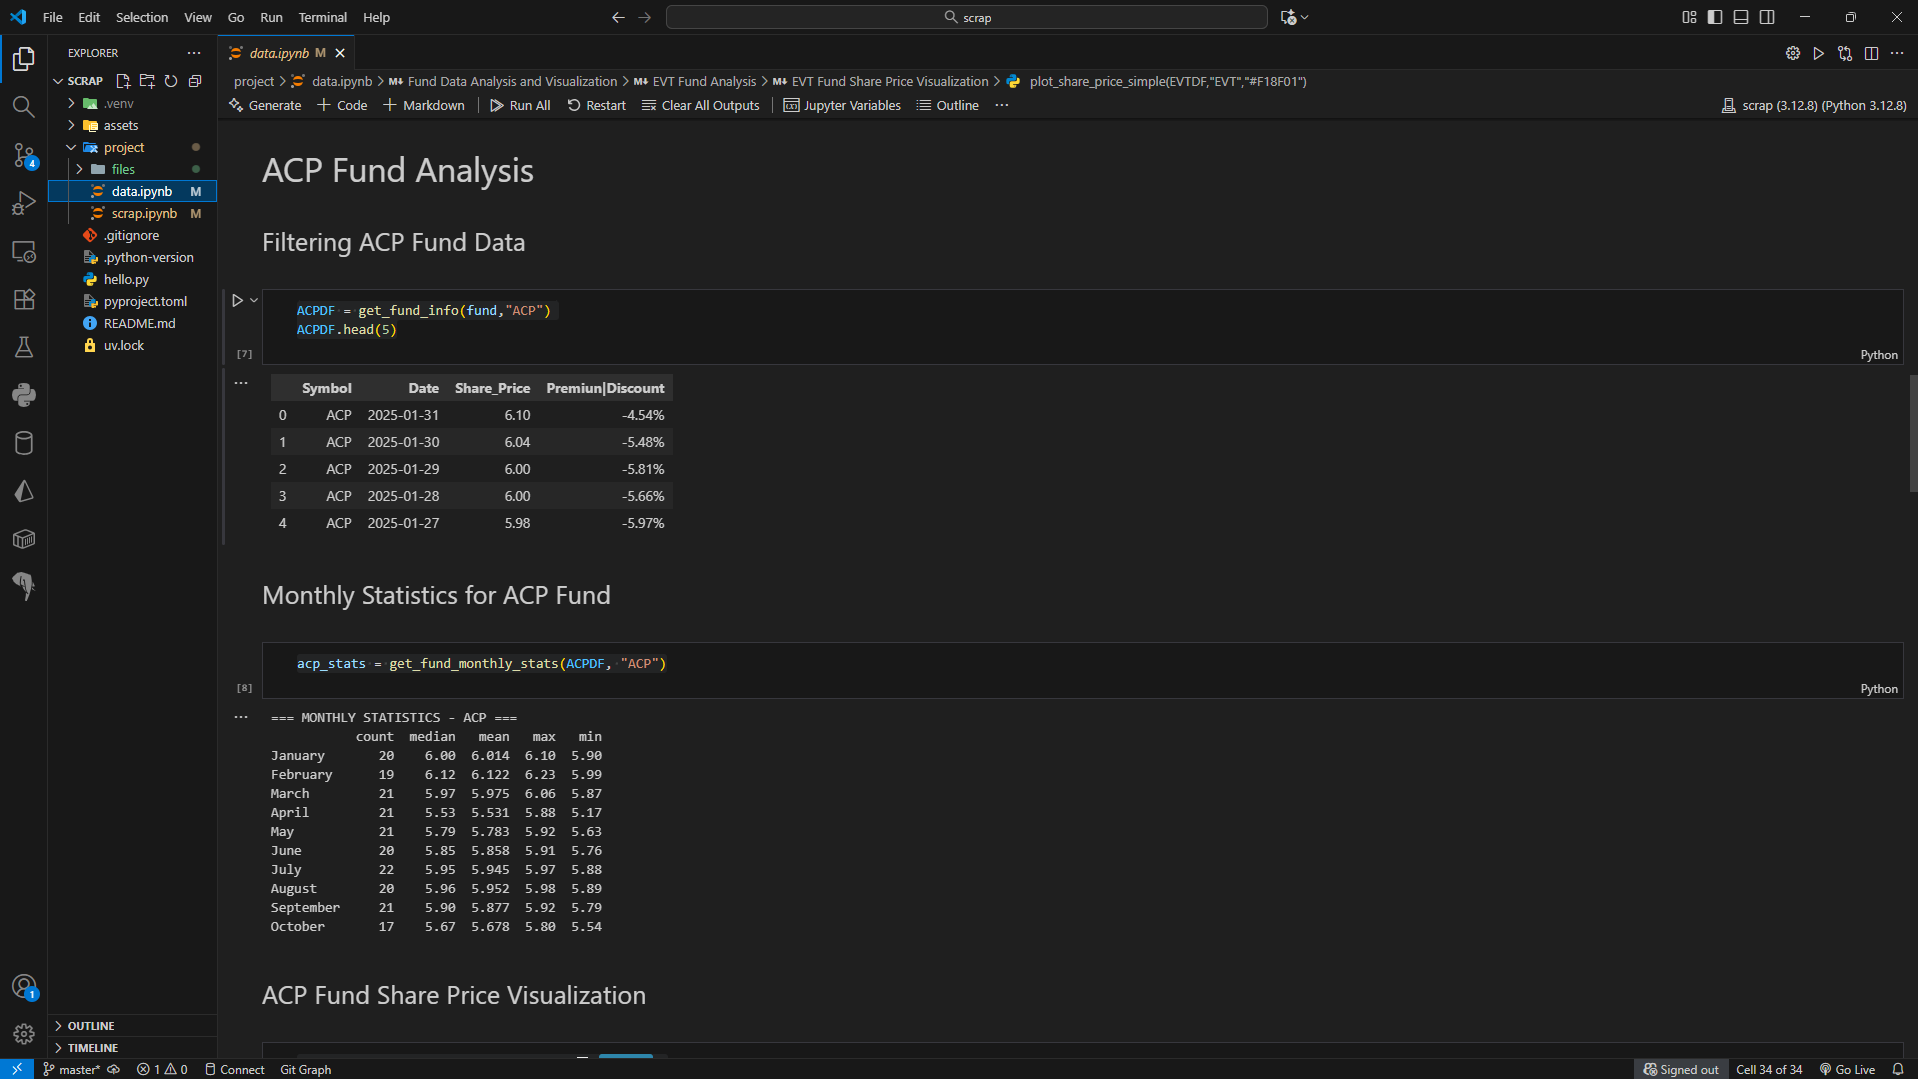 File Edit Selection View Go Run Terminal Help
scrap
EXPLORER
data.ipynb M
SCRAP
.venv
assets
project
files
data.ipynb M
scrap.ipynb M
.gitignore
.python-version
hello.py
pyproject.toml
README.md
uv.lock
OUTLINE
TIMELINE
4
1
project > data.ipynb > M↓ Fund Data Analysis and Visualization > M↓ EVT Fund Analysis > M↓ EVT Fund Share Price Visualization > plot_share_price_simple(EVTDF,"EVT","#F18F01")
Generate + Code + Markdown Run All Restart Clear All Outputs Jupyter Variables Outline ... scrap (3.12.8) (Python 3.12.8)
ACP Fund Analysis
Filtering ACP Fund Data
ACPDF = get_fund_info(fund,"ACP")
ACPDF.head(5)
[7] Python
Symbol Date Share_Price Premiun|Discount
0 ACP 2025-01-31 6.10 -4.54%
1 ACP 2025-01-30 6.04 -5.48%
2 ACP 2025-01-29 6.00 -5.81%
3 ACP 2025-01-28 6.00 -5.66%
4 ACP 2025-01-27 5.98 -5.97%
Monthly Statistics for ACP Fund
acp_stats = get_fund_monthly_stats(ACPDF, "ACP")
[8] Python
=== MONTHLY STATISTICS - ACP ===
count median mean max min
January 20 6.00 6.014 6.10 5.90
February 19 6.12 6.122 6.23 5.99
March 21 5.97 5.975 6.06 5.87
April 21 5.53 5.531 5.88 5.17
May 21 5.79 5.783 5.92 5.63
June 20 5.85 5.858 5.91 5.76
July 22 5.95 5.945 5.97 5.88
August 20 5.96 5.952 5.98 5.89
September 21 5.90 5.877 5.92 5.79
October 17 5.67 5.678 5.80 5.54
ACP Fund Share Price Visualization
master* 1 0 Connect Git Graph Signed out Cell 34 of 34 Go Live